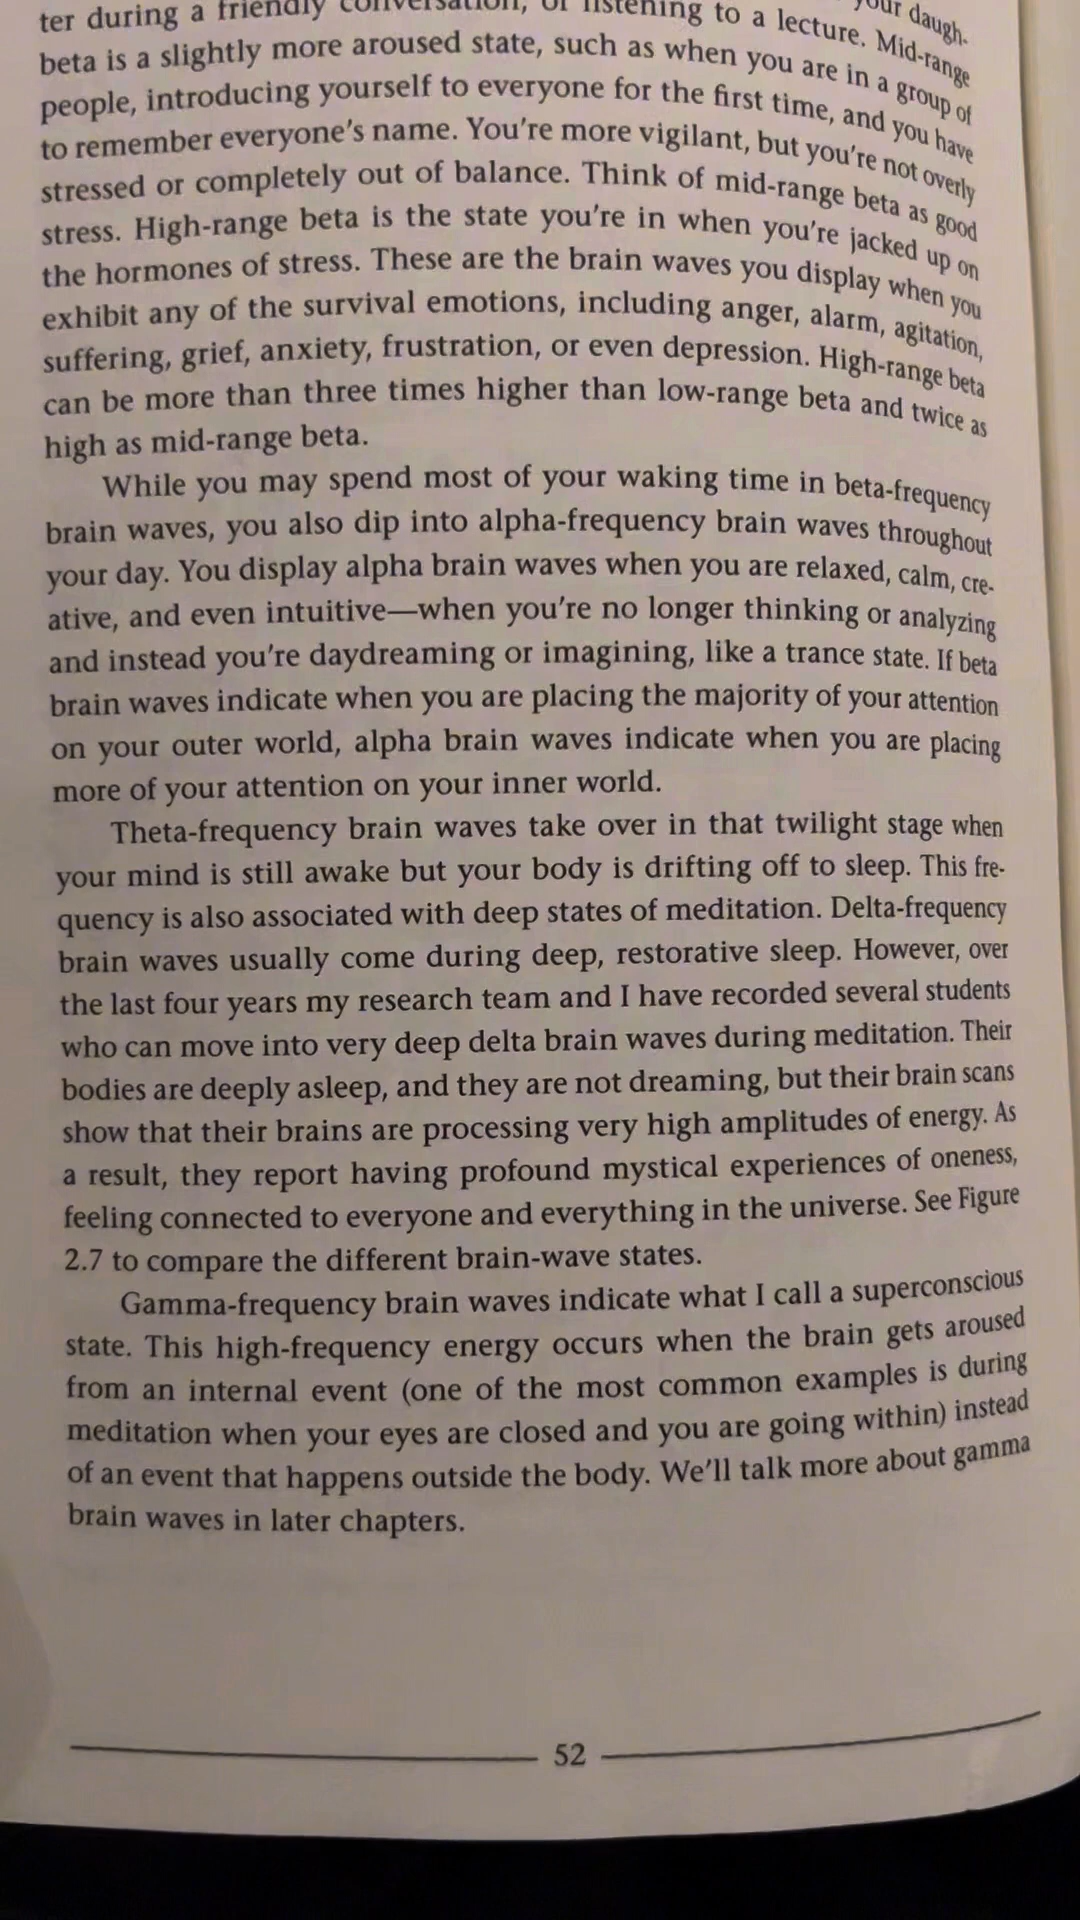 your daugh-
ter during a friendly conversation, or listening to a lecture. Mid-range
beta is a slightly more aroused state, such as when you are in a group of
people, introducing yourself to everyone for the first time, and you have
to remember everyone's name. You're more vigilant, but you're not overly
stressed or completely out of balance. Think of mid-range beta as good
stress. High-range beta is the state you're in when you're jacked up on
the hormones of stress. These are the brain waves you display when you
exhibit any of the survival emotions, including anger, alarm, agitation,
suffering, grief, anxiety, frustration, or even depression. High-range beta
can be more than three times higher than low-range beta and twice as
high as mid-range beta.
While you may spend most of your waking time in beta-frequency
brain waves, you also dip into alpha-frequency brain waves throughout
your day. You display alpha brain waves when you are relaxed, calm, cre-
ative, and even intuitive—when you're no longer thinking or analyzing
and instead you're daydreaming or imagining, like a trance state. If beta
brain waves indicate when you are placing the majority of your attention
on your outer world, alpha brain waves indicate when you are placing
more of your attention on your inner world.
Theta-frequency brain waves take over in that twilight stage when
your mind is still awake but your body is drifting off to sleep. This fre-
quency is also associated with deep states of meditation. Delta-frequency
brain waves usually come during deep, restorative sleep. However, over
the last four years my research team and I have recorded several students
who can move into very deep delta brain waves during meditation. Their
bodies are deeply asleep, and they are not dreaming, but their brain scans
show that their brains are processing very high amplitudes of energy. As
a result, they report having profound mystical experiences of oneness,
feeling connected to everyone and everything in the universe. See Figure
2.7 to compare the different brain-wave states.
Gamma-frequency brain waves indicate what I call a superconscious
state. This high-frequency energy occurs when the brain gets aroused
from an internal event (one of the most common examples is during
meditation when your eyes are closed and you are going within) instead
of an event that happens outside the body. We'll talk more about gamma
brain waves in later chapters.
52